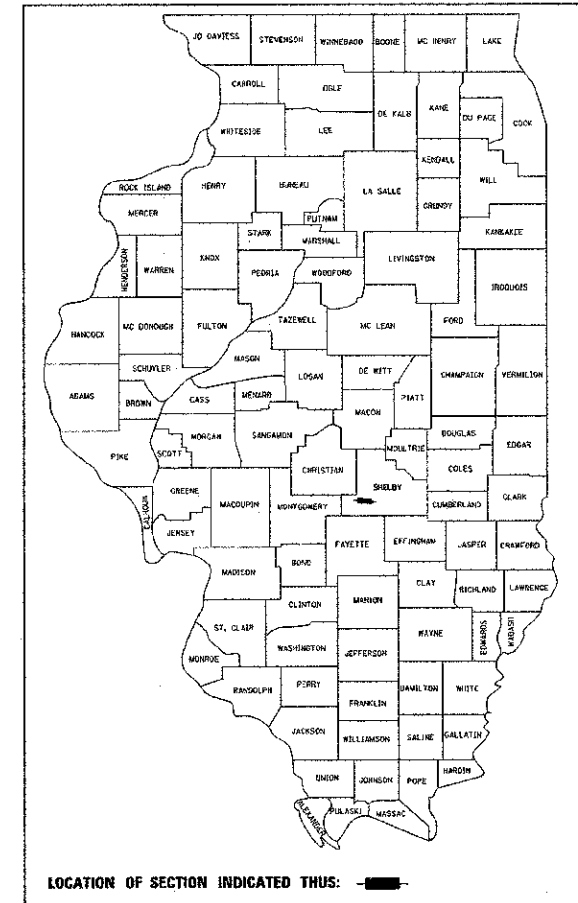 JO DAVIESS STEVENSON WINNEBAGO BOONE MC HENRY LAKE
CARROLL OGLE DE KALB KANE DU PAGE COOK
WHITESIDE LEE KENDALL WILL
ROCK ISLAND HENRY BUREAU LA SALLE GRUNDY
MERCER PUTNAM KANKAKEE
STARK MARSHALL
HENDERSON WARREN KNOX PEORIA WOODFORD LIVINGSTON IROQUOIS
HANCOCK MC DONOUGH FULTON TAZEWELL MC LEAN FORD
SCHUYLER MASON LOGAN DE WITT CHAMPAIGN VERMILION
ADAMS BROWN CASS MENARD PIATT
MACON
PIKE SCOTT MORGAN SANGAMON MOULTRIE DOUGLAS EDGAR
CHRISTIAN COLES
CALHOUN GREENE MACOUPIN MONTGOMERY SHELBY CUMBERLAND CLARK
JERSEY FAYETTE EFFINGHAM JASPER CRAWFORD
MADISON BOND
CLAY RICHLAND LAWRENCE
CLINTON MARION
ST. CLAIR WAYNE EDWARDS WABASH
WASHINGTON JEFFERSON
MONROE
RANDOLPH PERRY HAMILTON WHITE
FRANKLIN
JACKSON WILLIAMSON SALINE GALLATIN
UNION JOHNSON POPE HARDIN
ALEXANDER PULASKI MASSAC
LOCATION OF SECTION INDICATED THUS: